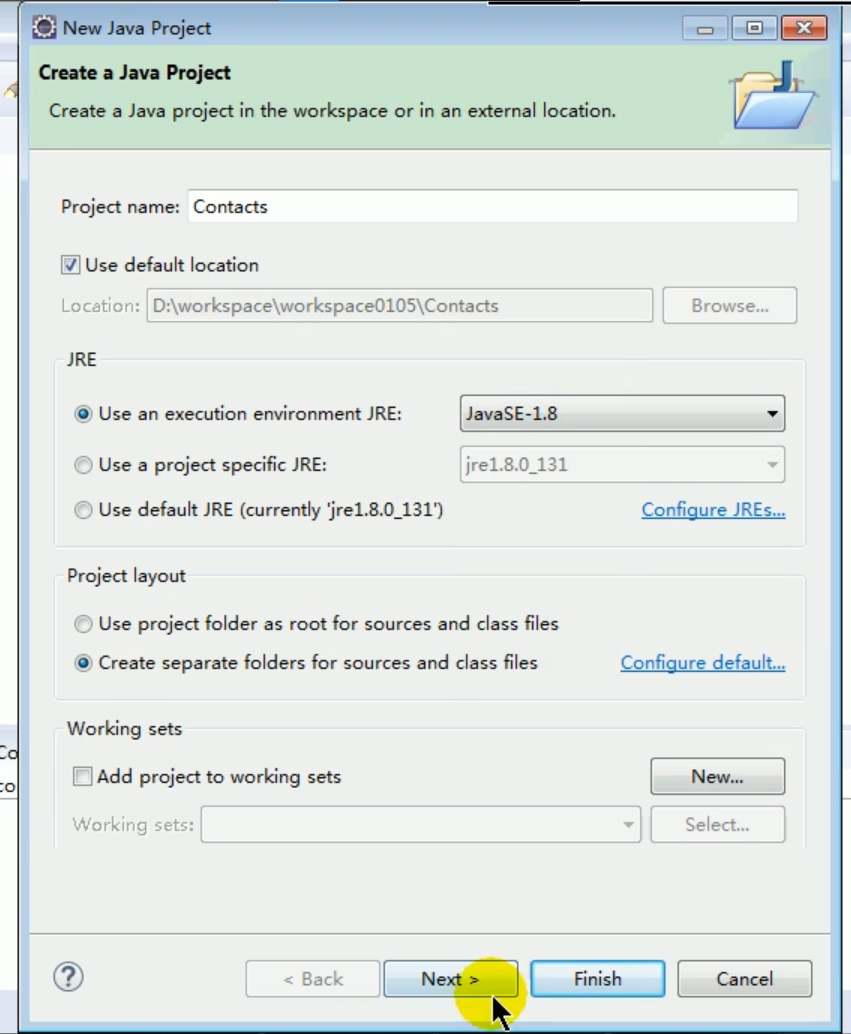 New Java Project
Create a Java Project
Create a Java project in the workspace or in an external location.
Project name: Contacts
Use default location
Location: D:\workspace\workspace0105\Contacts Browse...
JRE
Use an execution environment JRE: JavaSE-1.8
Use a project specific JRE: jre1.8.0_131
Use default JRE (currently 'jre1.8.0_131') Configure JREs...
Project layout
Use project folder as root for sources and class files
Create separate folders for sources and class files Configure default...
Working sets
Co
Add project to working sets New...
co
Working sets: Select...
? < Back Next > Finish Cancel